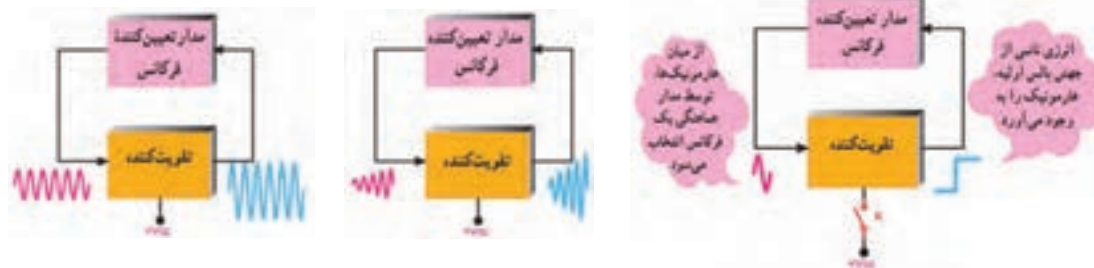 مدار تعیین‌کننده
فرکانس
تقویت‌کننده
انرژی ناشی از
جهش پالس اولیه،
هارمونیک را به
وجود می‌آورد
از میان
هارمونیک‌ها،
توسط مدار
هماهنگی یک
فرکانس انتخاب
می‌شود
مدار تعیین‌کننده
فرکانس
تقویت‌کننده
مدار تعیین‌کنندهٔ
فرکانس
تقویت‌کننده